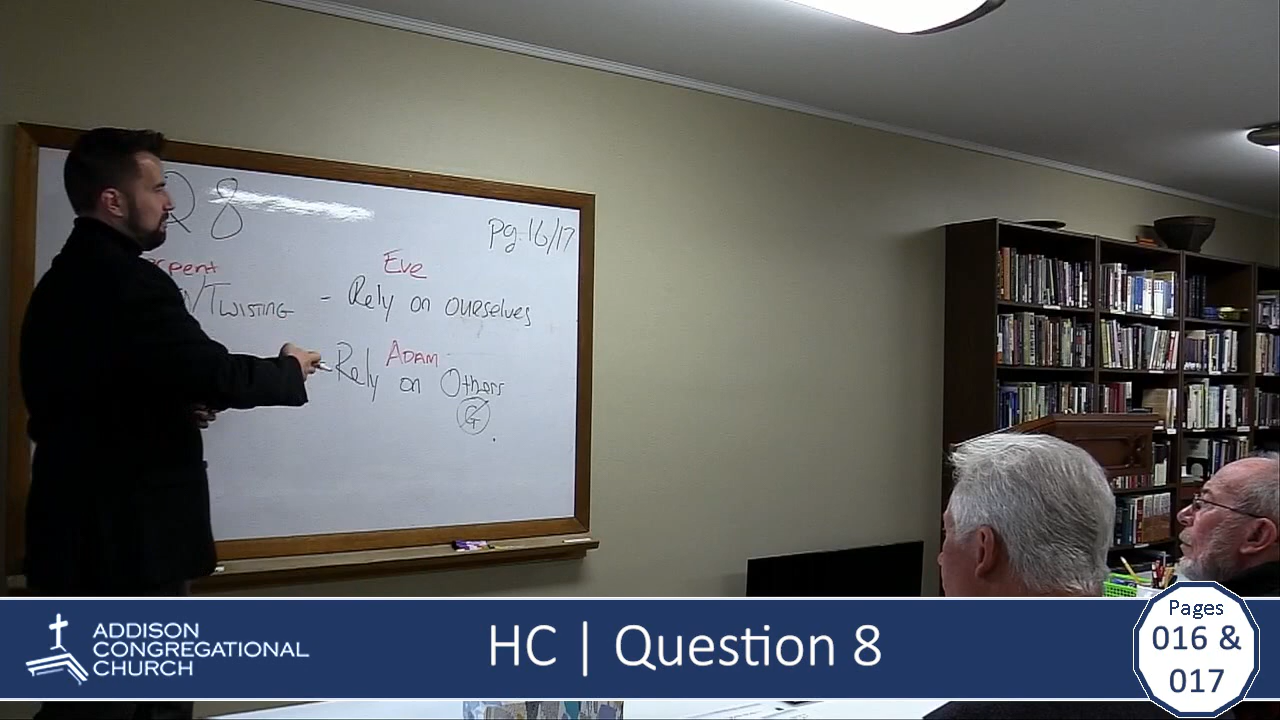 Q 8
pg. 16/17
Eve
/TWISTING - Rely on ourselves
ADAM
Rely on Others
G
ADDISON
CONGREGATIONAL
CHURCH
HC | Question 8
Pages
016 &
017